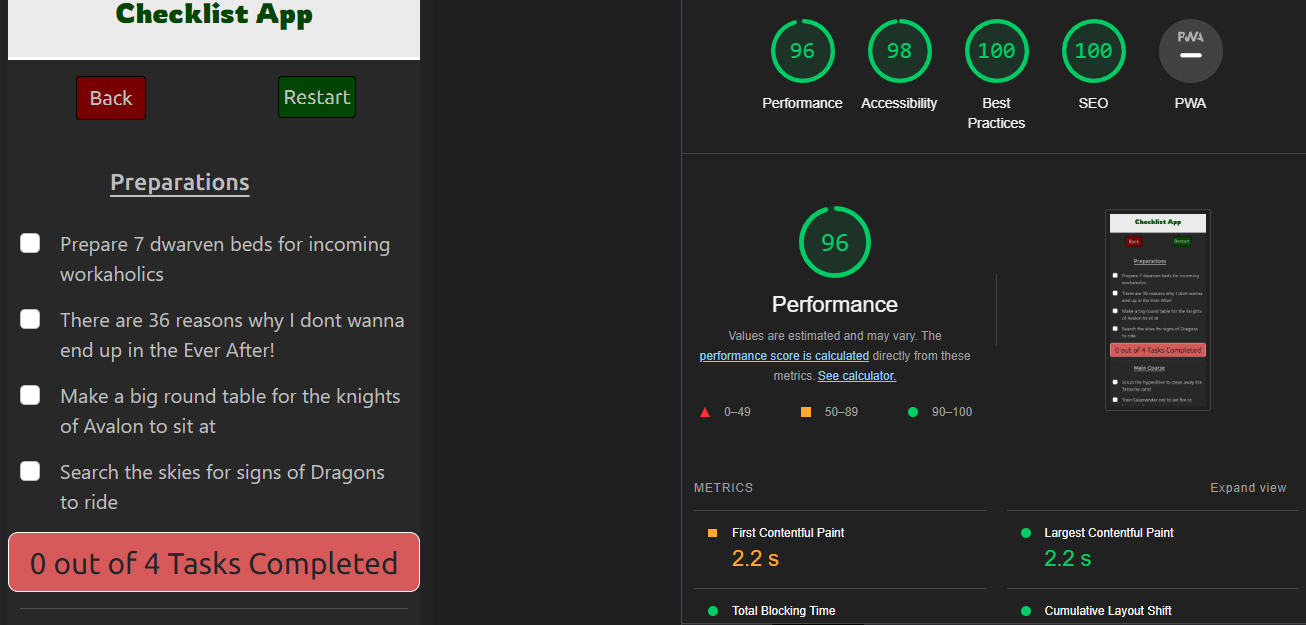 Checklist App
Back
Restart
Preparations
Prepare 7 dwarven beds for incoming
workaholics
There are 36 reasons why I dont wanna
end up in the Ever After!
Make a big round table for the knights
of Avalon to sit at
Search the skies for signs of Dragons
to ride
0 out of 4 Tasks Completed
96
98
100
100
PWA
Performance
Accessibility
Best
Practices
SEO
PWA
96
Performance
Values are estimated and may vary. The
performance score is calculated directly from these
metrics. See calculator.
0–49
50–89
90–100
Checklist App
Back
Restart
Preparations
Prepare 7 dwarven beds for incoming
workaholics
There are 36 reasons why I dont wanna
end up in the Ever After!
Make a big round table for the knights
of Avalon to sit at
Search the skies for signs of Dragons
to ride
0 out of 4 Tasks Completed
Main Course
Scrub the hyperdrive to clean away the
Tatooine sand
Train Salamander not to set fire to
METRICS
Expand view
First Contentful Paint
2.2 s
Largest Contentful Paint
2.2 s
Total Blocking Time
Cumulative Layout Shift